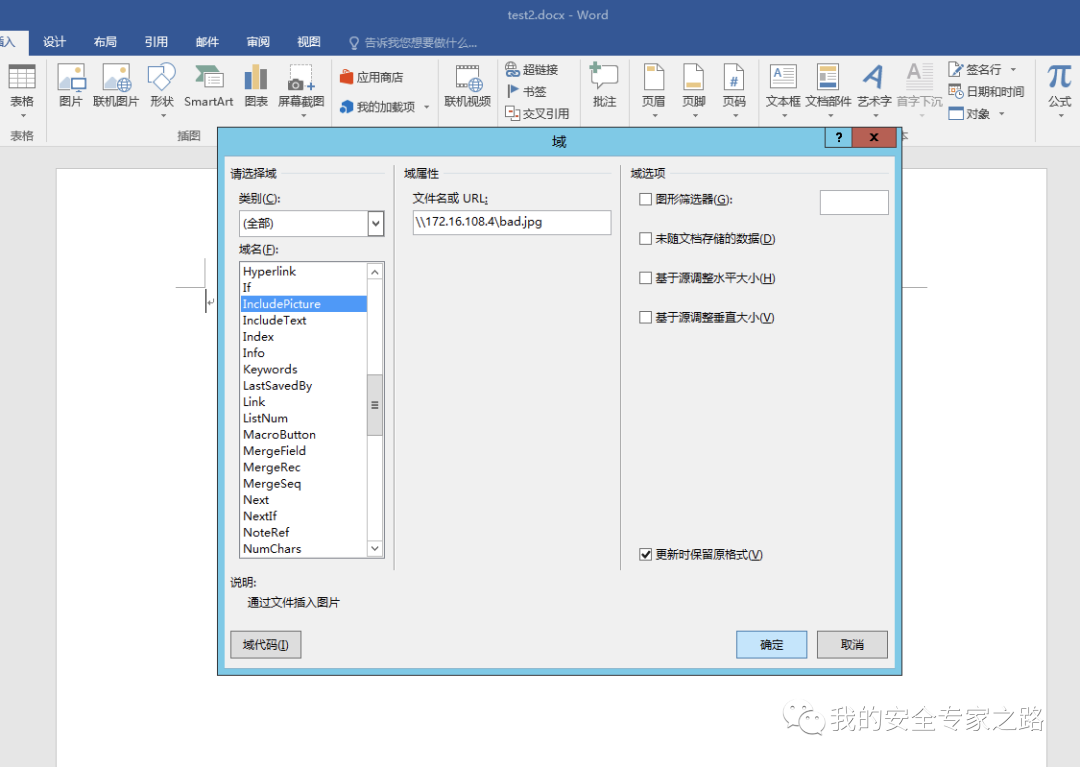 test2.docx - Word
插入 设计 布局 引用 邮件 审阅 视图 告诉我您想要做什么...
表格 图片 联机图片 形状 SmartArt 图表 屏幕截图 应用商店 我的加载项 联机视频 超链接 书签 交叉引用 批注 页眉 页脚 页码 文本框 文档部件 艺术字 首字下沉 签名行 日期和时间 对象 公式
表格 插图 本
域 ?
请选择域
类别(C):
(全部)
域名(F):
Hyperlink
If
IncludePicture
IncludeText
Index
Info
Keywords
LastSavedBy
Link
ListNum
MacroButton
MergeField
MergeRec
MergeSeq
Next
NextIf
NoteRef
NumChars
域属性
文件名或 URL:
\\172.16.108.4\bad.jpg
域选项
图形筛选器(G):
未随文档存储的数据(D)
基于源调整水平大小(H)
基于源调整垂直大小(V)
更新时保留原格式(V)
说明:
通过文件插入图片
域代码(I) 确定 取消
我的安全专家之路